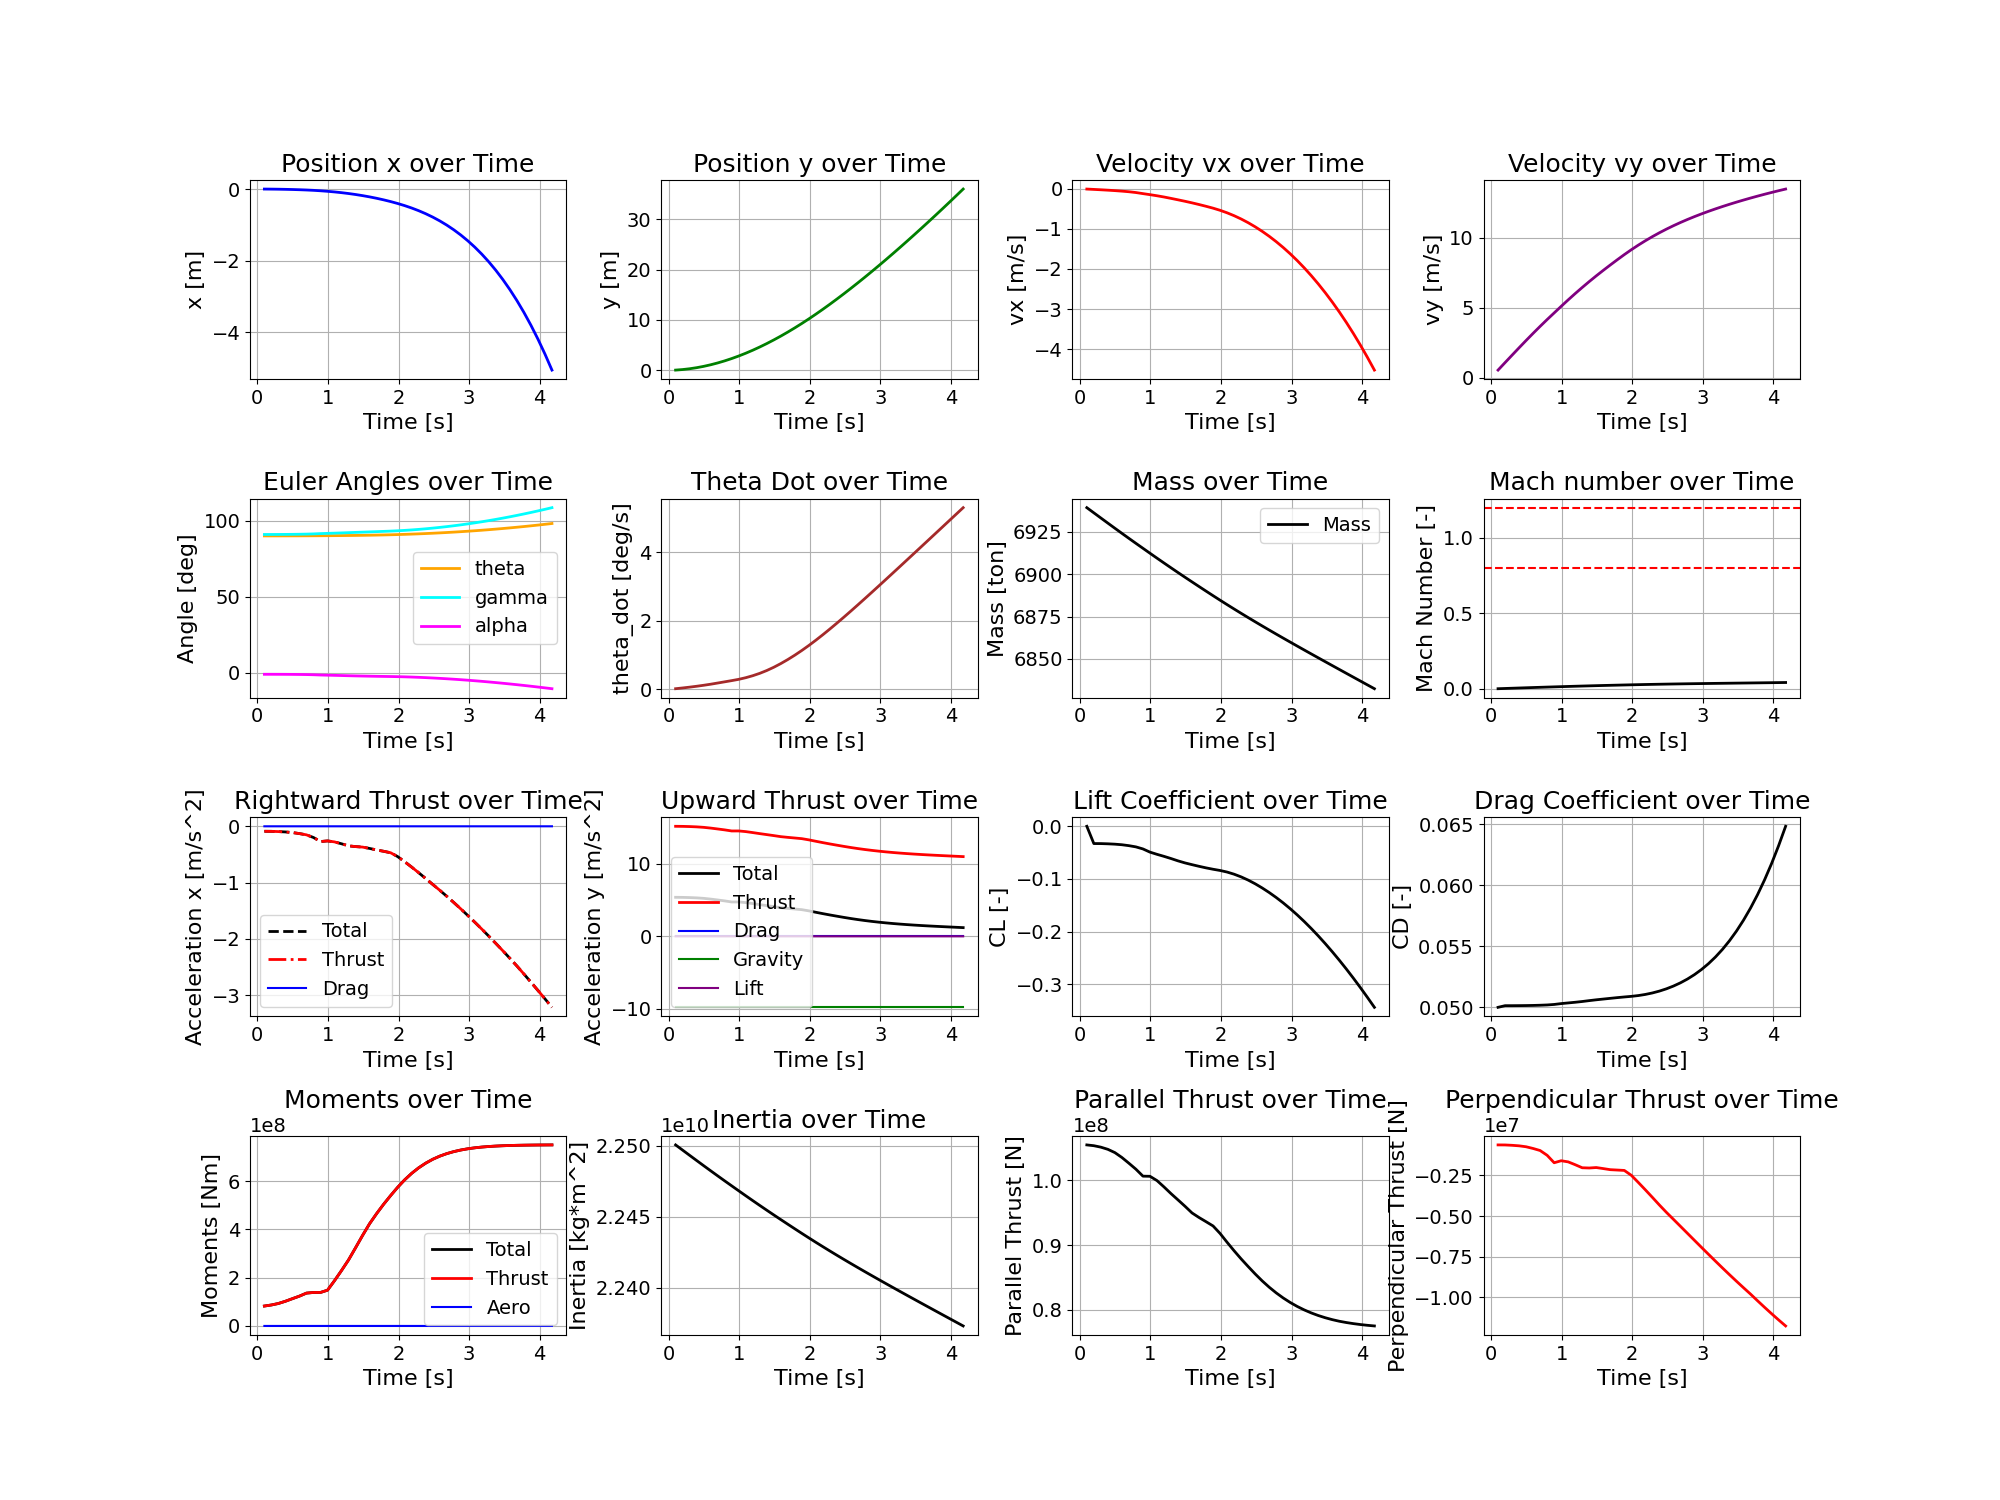 Position x over Time
x [m]
0
−2
−4
0 1 2 3 4
Time [s]
Position y over Time
y [m]
30
20
10
0
0 1 2 3 4
Time [s]
Velocity vx over Time
vx [m/s]
0
−1
−2
−3
−4
0 1 2 3 4
Time [s]
Velocity vy over Time
vy [m/s]
10
5
0
0 1 2 3 4
Time [s]
Euler Angles over Time
Angle [deg]
100
50
0
theta
gamma
alpha
0 1 2 3 4
Time [s]
Theta Dot over Time
theta_dot [deg/s]
4
2
0
0 1 2 3 4
Time [s]
Mass over Time
Mass [ton]
6925
6900
6875
6850
Mass
0 1 2 3 4
Time [s]
Mach number over Time
Mach Number [-]
1.0
0.5
0.0
0 1 2 3 4
Time [s]
Rightward Thrust over Time
Acceleration x [m/s^2]
0
−1
−2
−3
Total
Thrust
Drag
0 1 2 3 4
Time [s]
Upward Thrust over Time
Acceleration y [m/s^2]
10
0
−10
Total
Thrust
Drag
Gravity
Lift
0 1 2 3 4
Time [s]
Lift Coefficient over Time
CL [-]
0.0
−0.1
−0.2
−0.3
0 1 2 3 4
Time [s]
Drag Coefficient over Time
CD [-]
0.065
0.060
0.055
0.050
0 1 2 3 4
Time [s]
Moments over Time
1e8
Moments [Nm]
6
4
2
0
Total
Thrust
Aero
0 1 2 3 4
Time [s]
Inertia over Time
1e10
Inertia [kg*m^2]
2.250
2.245
2.240
0 1 2 3 4
Time [s]
Parallel Thrust over Time
1e8
Parallel Thrust [N]
1.0
0.9
0.8
0 1 2 3 4
Time [s]
Perpendicular Thrust over Time
1e7
Perpendicular Thrust [N]
−0.25
−0.50
−0.75
−1.00
0 1 2 3 4
Time [s]